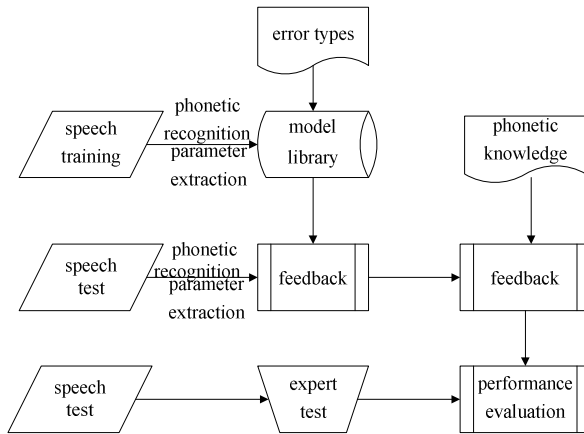 error types
phonetic
recognition
parameter
extraction
speech
training
model
library
phonetic
knowledge
speech
test
phonetic
recognition
parameter
extraction
feedback
feedback
speech
test
expert
test
performance
evaluation